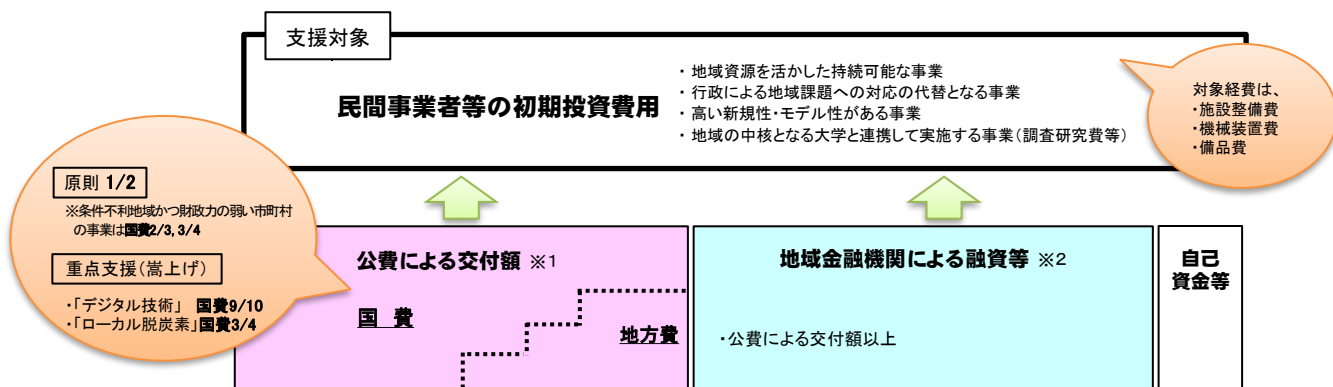 支援対象
民間事業者等の初期投資費用
・地域資源を活かした持続可能な事業
・行政による地域課題への対応の代替となる事業
・高い新規性・モデル性がある事業
・地域の中核となる大学と連携して実施する事業(調査研究費等)
対象経費は、
・施設整備費
・機械装置費
・備品費
原則 1/2
※条件不利地域かつ財政力の弱い市町村
の事業は国費2/3, 3/4
重点支援(嵩上げ)
・「デジタル技術」 国費9/10
・「ローカル脱炭素」国費3/4
公費による交付額 ※1
国 費
地方費
地域金融機関による融資等 ※2
・公費による交付額以上
自己
資金等